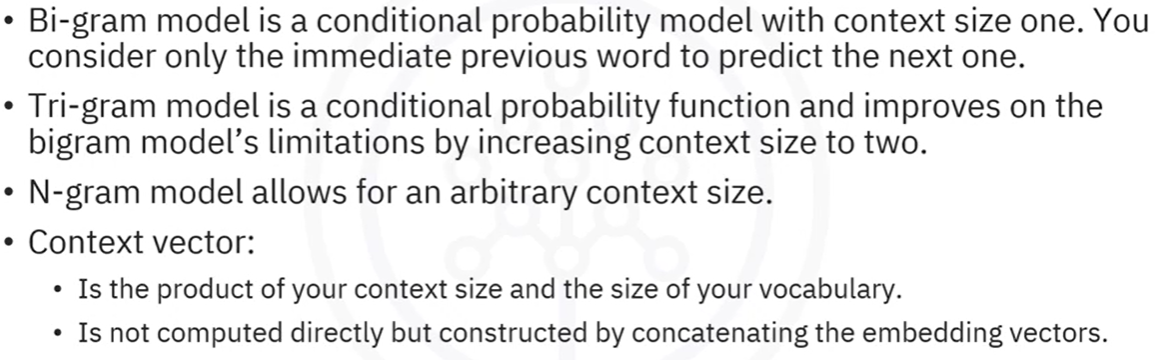 • Bi-gram model is a conditional probability model with context size one. You
consider only the immediate previous word to predict the next one.
• Tri-gram model is a conditional probability function and improves on the
bigram model’s limitations by increasing context size to two.
• N-gram model allows for an arbitrary context size.
• Context vector:
• Is the product of your context size and the size of your vocabulary.
• Is not computed directly but constructed by concatenating the embedding vectors.